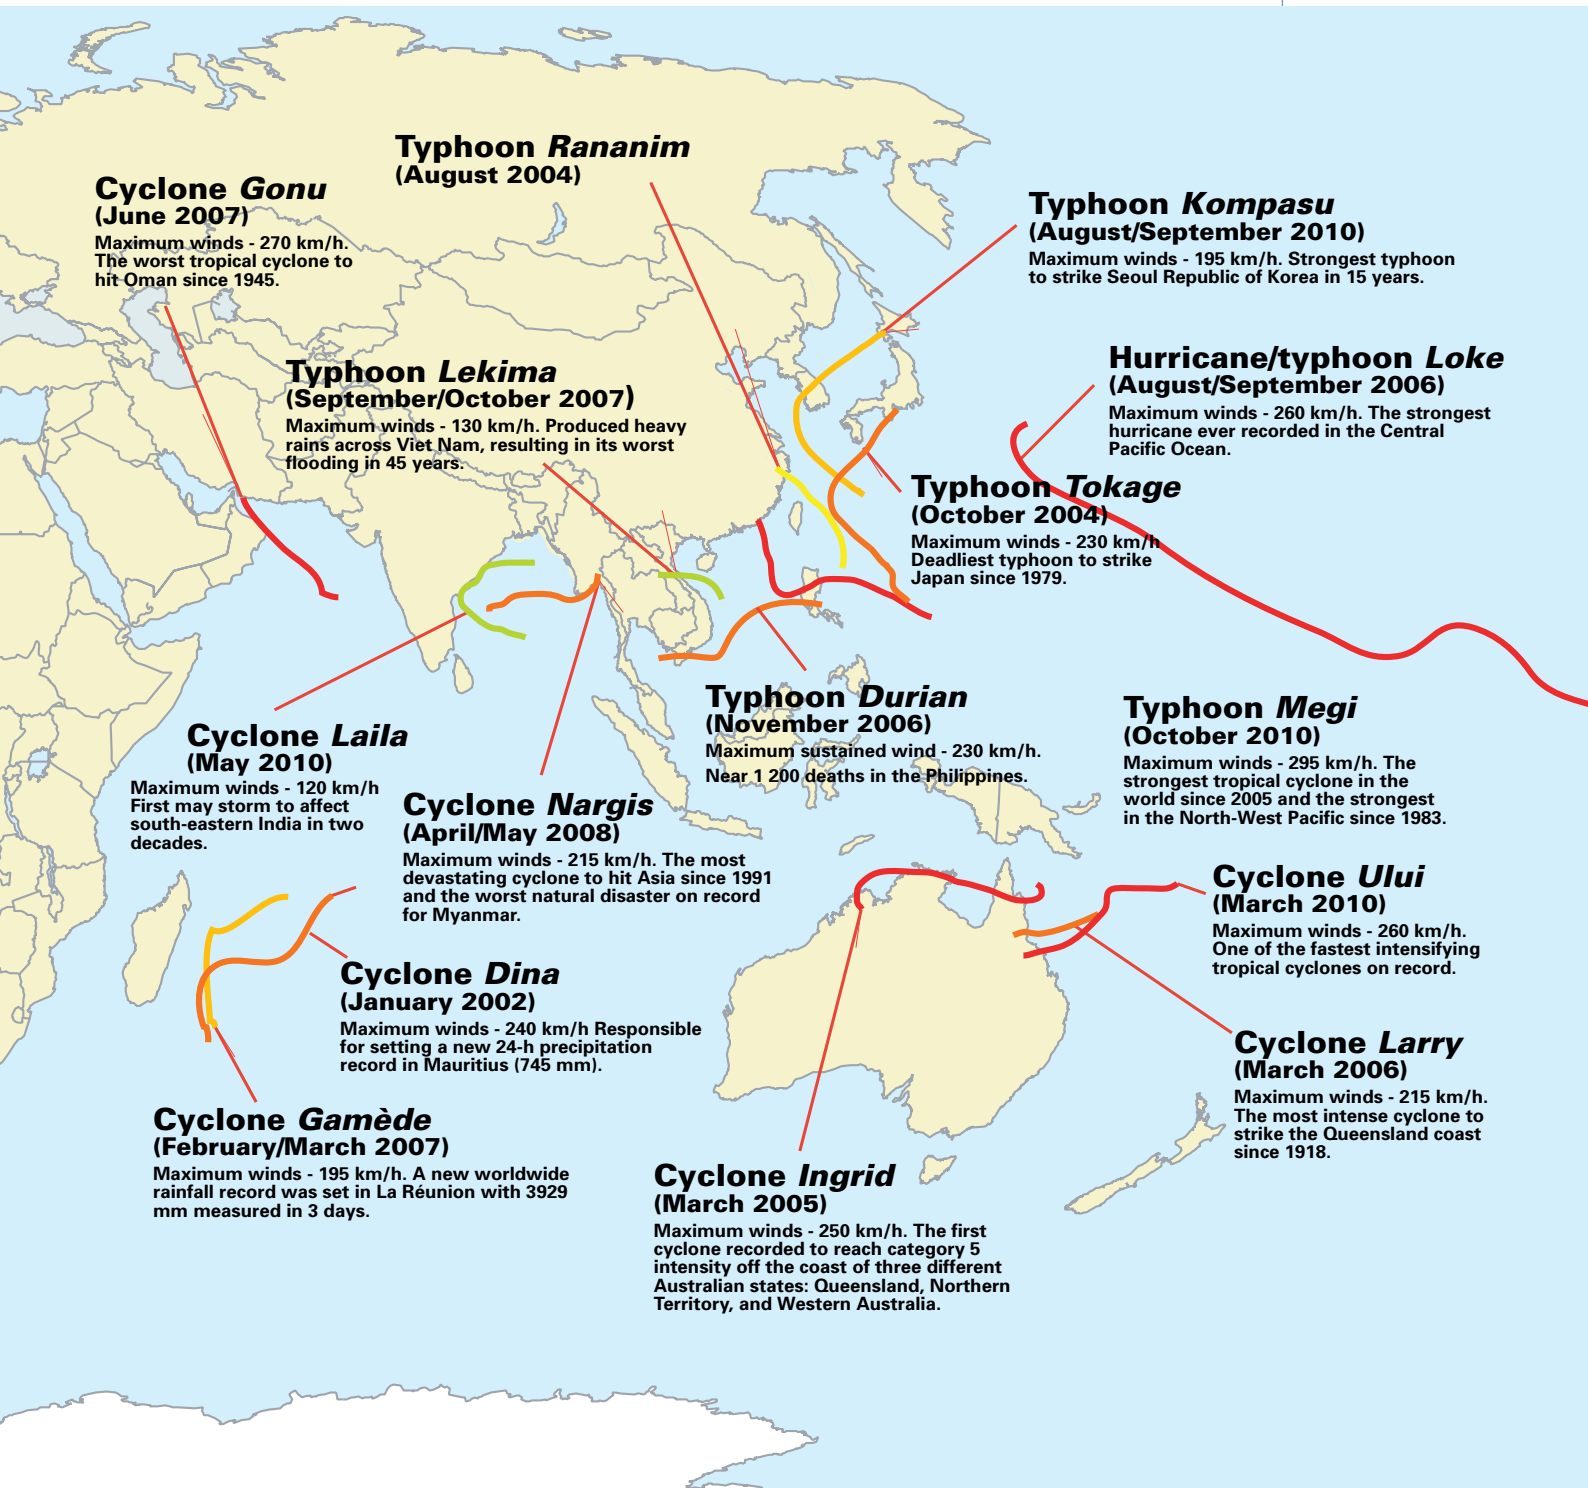 Typhoon Rananim
(August 2004)
Cyclone Gonu
(June 2007)
Maximum winds - 270 km/h.
The worst tropical cyclone to
hit Oman since 1945.
Typhoon Kompasu
(August/September 2010)
Maximum winds - 195 km/h. Strongest typhoon
to strike Seoul Republic of Korea in 15 years.
Typhoon Lekima
(September/October 2007)
Maximum winds - 130 km/h. Produced heavy
rains across Viet Nam, resulting in its worst
flooding in 45 years.
Hurricane/typhoon Loke
(August/September 2006)
Maximum winds - 260 km/h. The strongest
hurricane ever recorded in the Central
Pacific Ocean.
Typhoon Tokage
(October 2004)
Maximum winds - 230 km/h
Deadliest typhoon to strike
Japan since 1979.
Typhoon Durian
(November 2006)
Maximum sustained wind - 230 km/h.
Near 1 200 deaths in the Philippines.
Typhoon Megi
(October 2010)
Maximum winds - 295 km/h. The
strongest tropical cyclone in the
world since 2005 and the strongest
in the North-West Pacific since 1983.
Cyclone Laila
(May 2010)
Maximum winds - 120 km/h
First may storm to affect
south-eastern India in two
decades.
Cyclone Nargis
(April/May 2008)
Maximum winds - 215 km/h. The most
devastating cyclone to hit Asia since 1991
and the worst natural disaster on record
for Myanmar.
Cyclone Ului
(March 2010)
Maximum winds - 260 km/h.
One of the fastest intensifying
tropical cyclones on record.
Cyclone Dina
(January 2002)
Maximum winds - 240 km/h Responsible
for setting a new 24-h precipitation
record in Mauritius (745 mm).
Cyclone Larry
(March 2006)
Maximum winds - 215 km/h.
The most intense cyclone to
strike the Queensland coast
since 1918.
Cyclone Gamède
(February/March 2007)
Maximum winds - 195 km/h. A new worldwide
rainfall record was set in La Réunion with 3929
mm measured in 3 days.
Cyclone Ingrid
(March 2005)
Maximum winds - 250 km/h. The first
cyclone recorded to reach category 5
intensity off the coast of three different
Australian states: Queensland, Northern
Territory, and Western Australia.